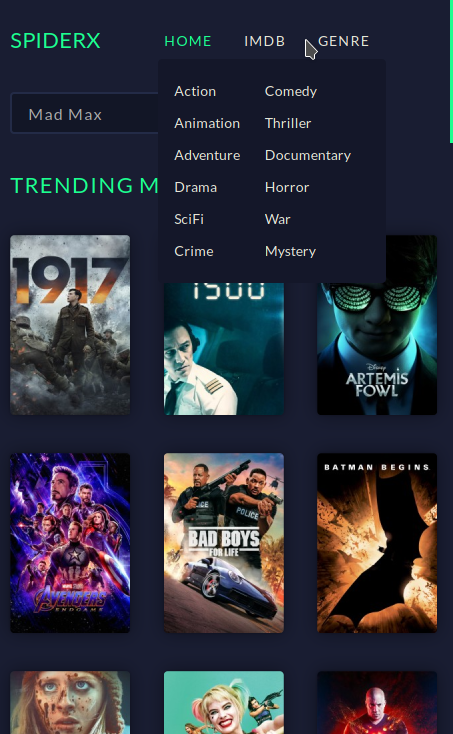 SPIDERX HOME IMDB GENRE
Action Comedy
Mad Max
Animation Thriller
Adventure Documentary
TRENDING M
Drama Horror
SciFi War
Crime Mystery
1917
1500
Disney
ARTEMIS
FOWL
POLICE
BAD BOYS
FOR LIFE
BATMAN BEGINS
AVENGERS
ENDGAME